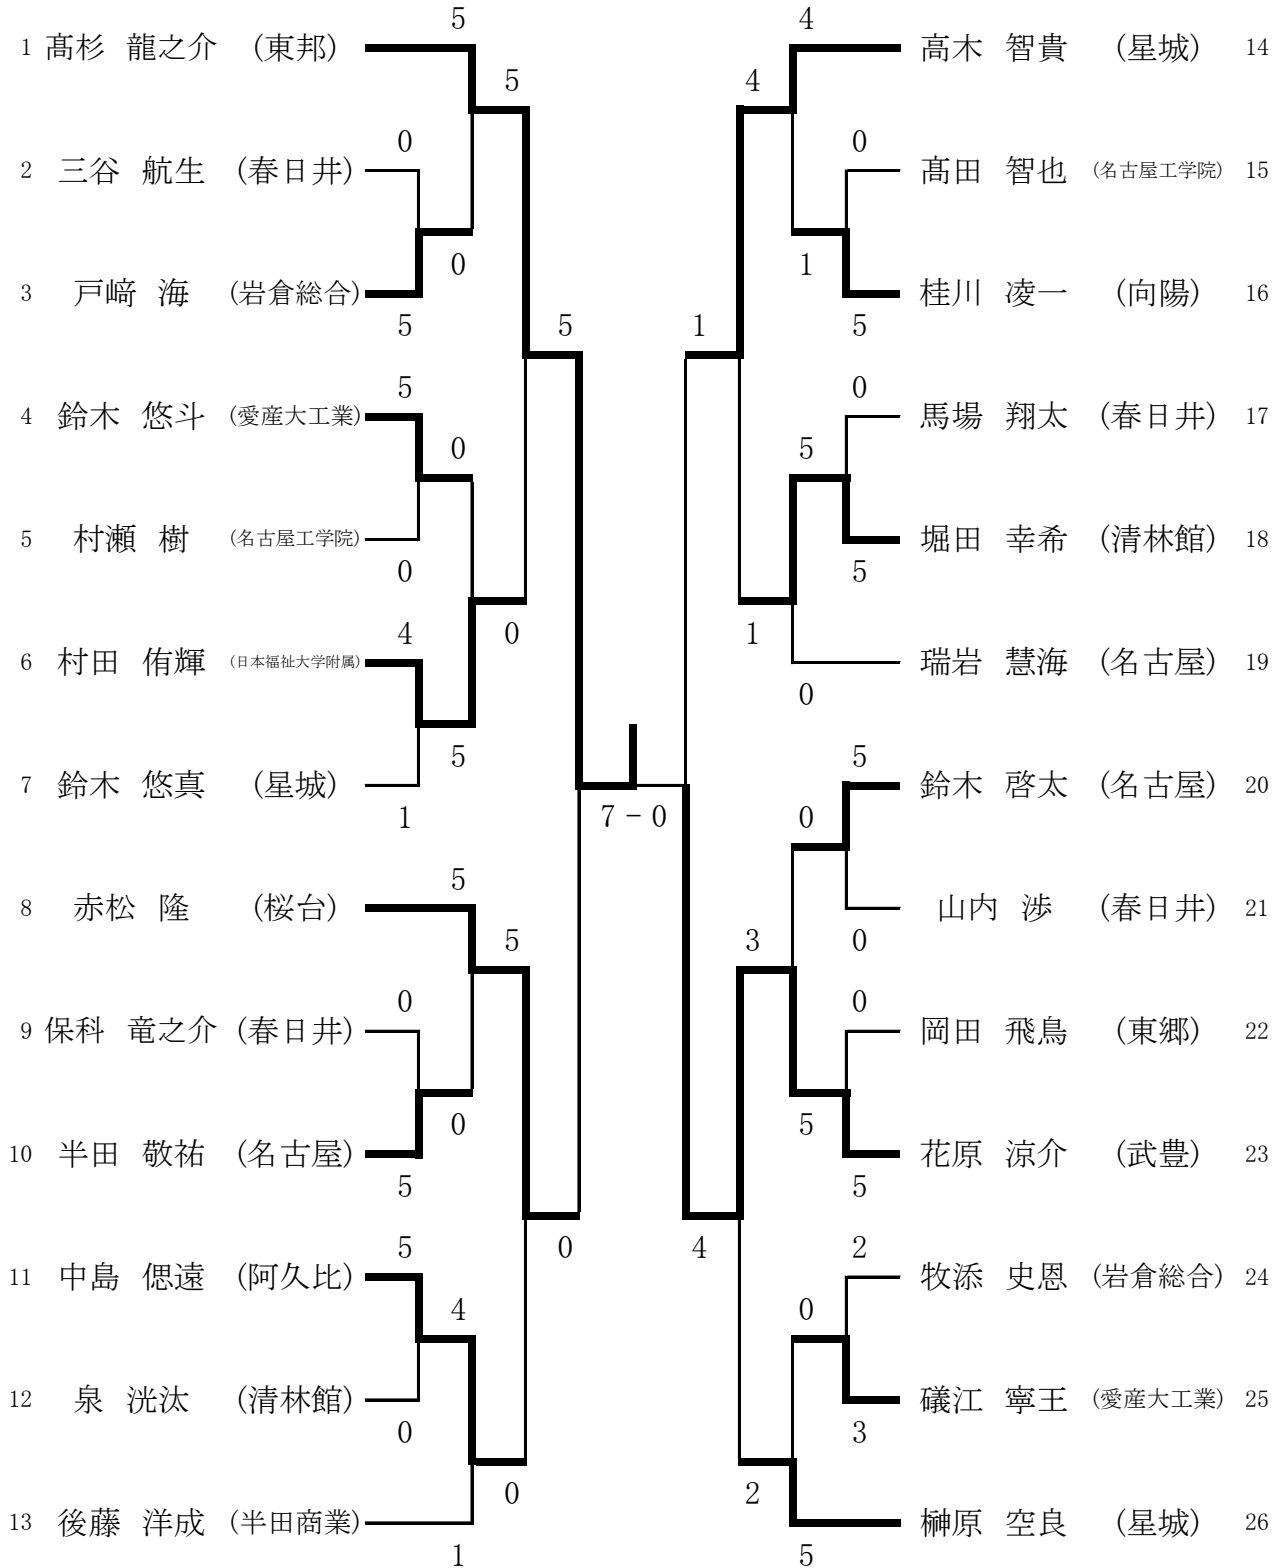 5
1 髙杉 龍之介 (東邦)
5
0
2 三谷 航生 (春日井)
0
3 戸﨑 海 (岩倉総合)
5
5
5
4 鈴木 悠斗 (愛産大工業)
0
5 村瀬 樹 (名古屋工学院)
0
0
4
6 村田 侑輝 (日本福祉大学附属)
5
7 鈴木 悠真 (星城)
1
5
8 赤松 隆 (桜台)
5
0
9 保科 竜之介 (春日井)
0
10 半田 敬祐 (名古屋)
5
0
5
11 中島 偲遠 (阿久比)
4
12 泉 洸汰 (清林館)
0
0
13 後藤 洋成 (半田商業)
1
7-0
4
高木 智貴 (星城) 14
4
0
髙田 智也 (名古屋工学院) 15
1
桂川 凌一 (向陽) 16
5
1
0
馬場 翔太 (春日井) 17
5
堀田 幸希 (清林館) 18
5
1
瑞岩 慧海 (名古屋) 19
0
5
鈴木 啓太 (名古屋) 20
0
山内 渉 (春日井) 21
0
3
0
岡田 飛鳥 (東郷) 22
5
花原 涼介 (武豊) 23
5
4
2
牧添 史恩 (岩倉総合) 24
0
礒江 寧王 (愛産大工業) 25
3
2
榊原 空良 (星城) 26
5